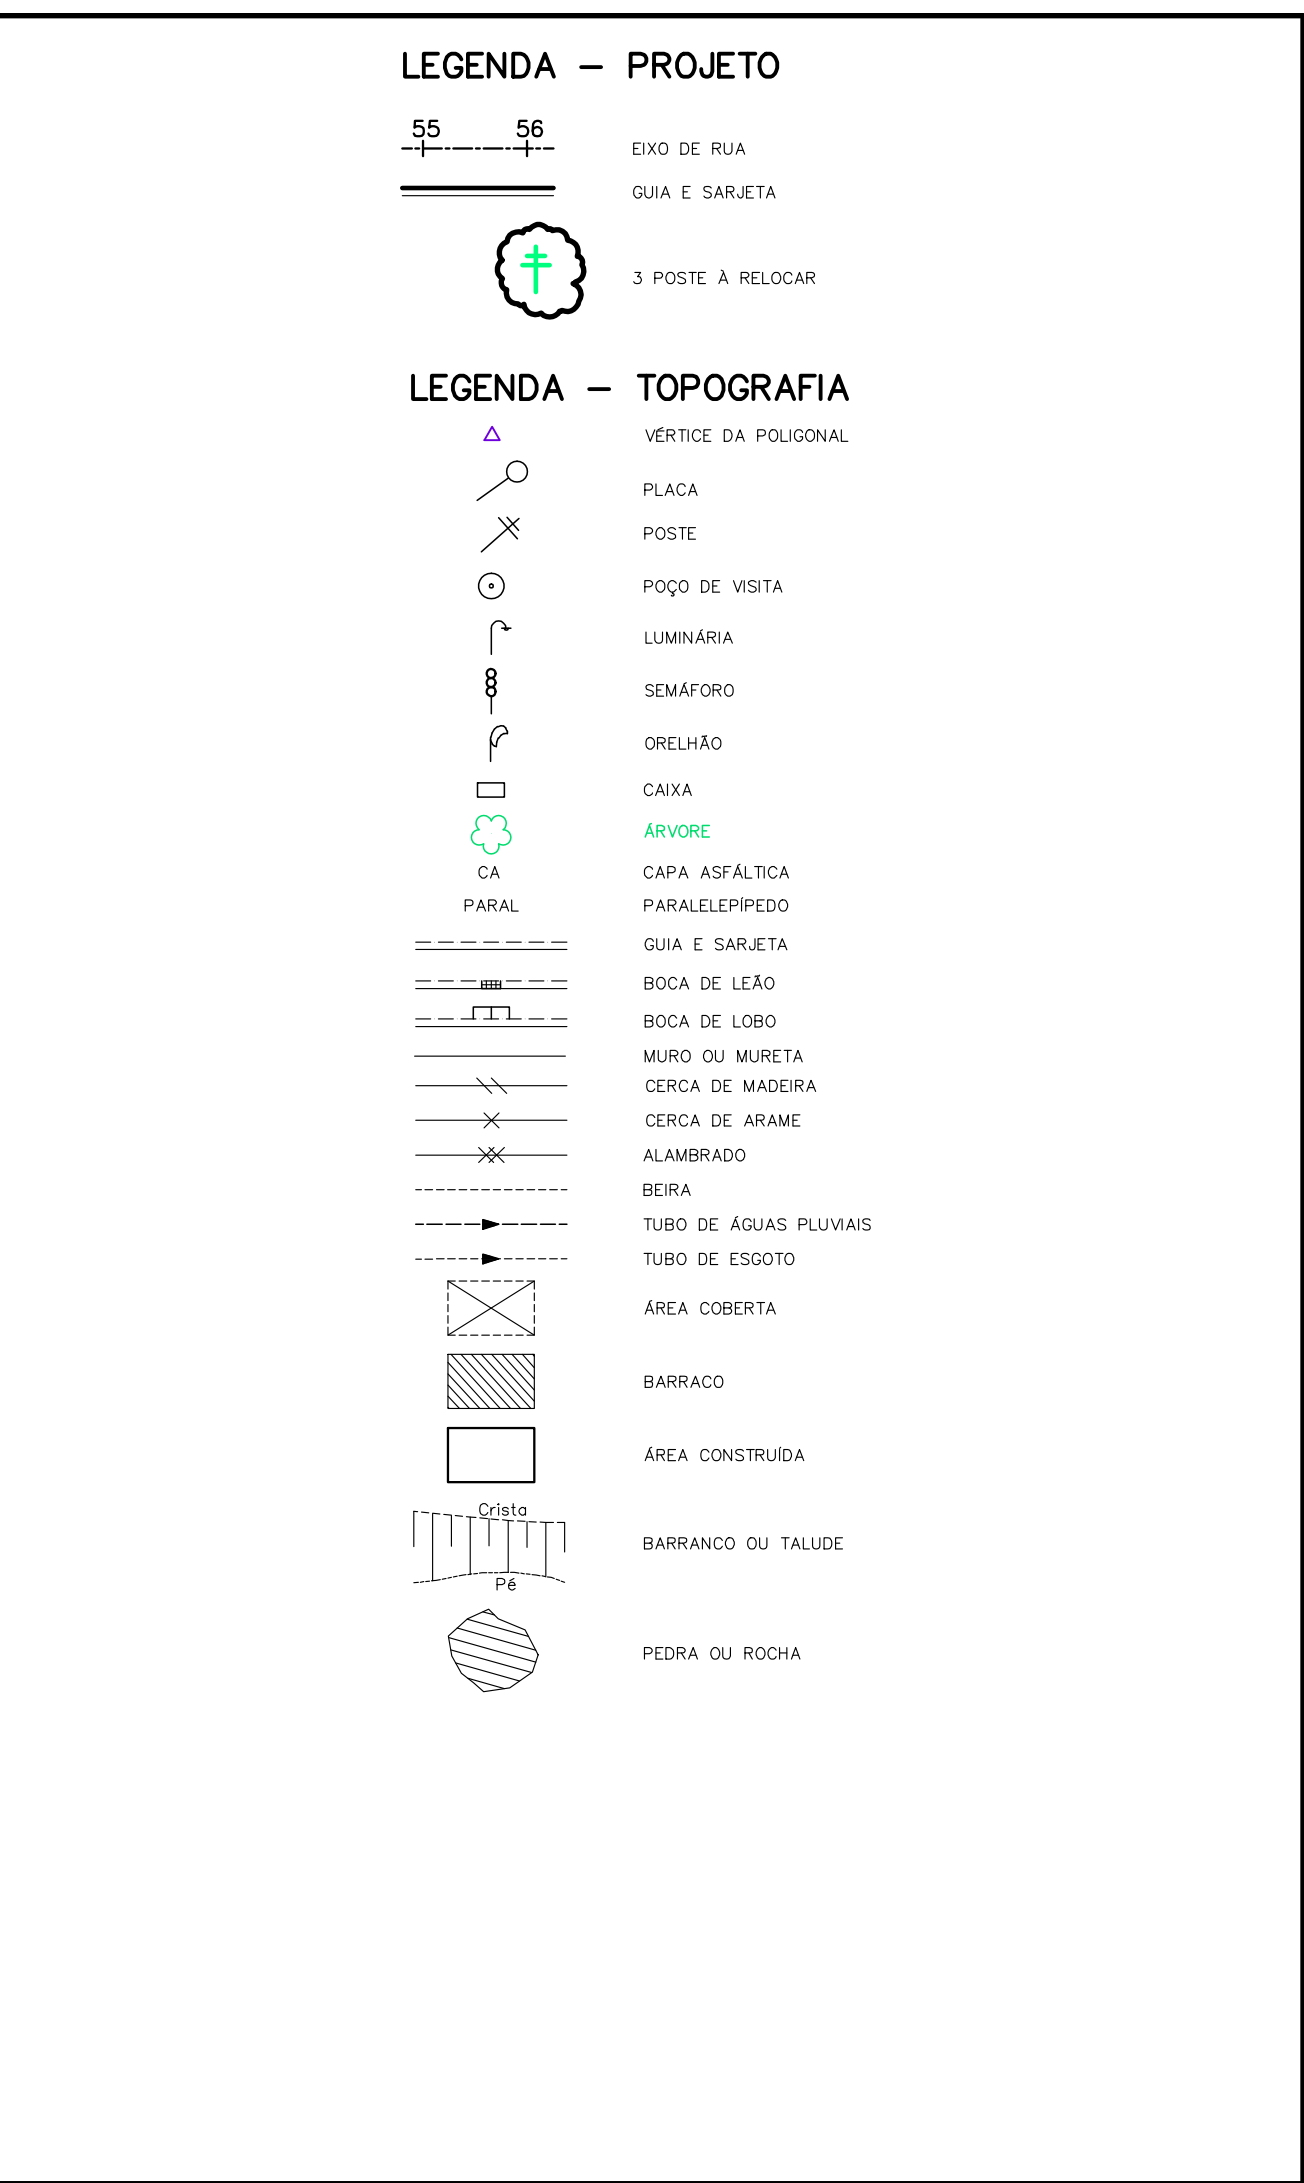 LEGENDA - PROJETO
55 56
EIXO DE RUA
GUIA E SARJETA
3 POSTE À RELOCAR
LEGENDA - TOPOGRAFIA
VÉRTICE DA POLIGONAL
PLACA
POSTE
POÇO DE VISITA
LUMINÁRIA
SEMÁFORO
ORELHÃO
CAIXA
ÁRVORE
CA CAPA ASFÁLTICA
PARAL PARALELEPÍPEDO
GUIA E SARJETA
BOCA DE LEÃO
BOCA DE LOBO
MURO OU MURETA
CERCA DE MADEIRA
CERCA DE ARAME
ALAMBRADO
BEIRA
TUBO DE ÁGUAS PLUVIAIS
TUBO DE ESGOTO
ÁREA COBERTA
BARRACO
ÁREA CONSTRUÍDA
Crista
BARRANCO OU TALUDE
Pé
PEDRA OU ROCHA